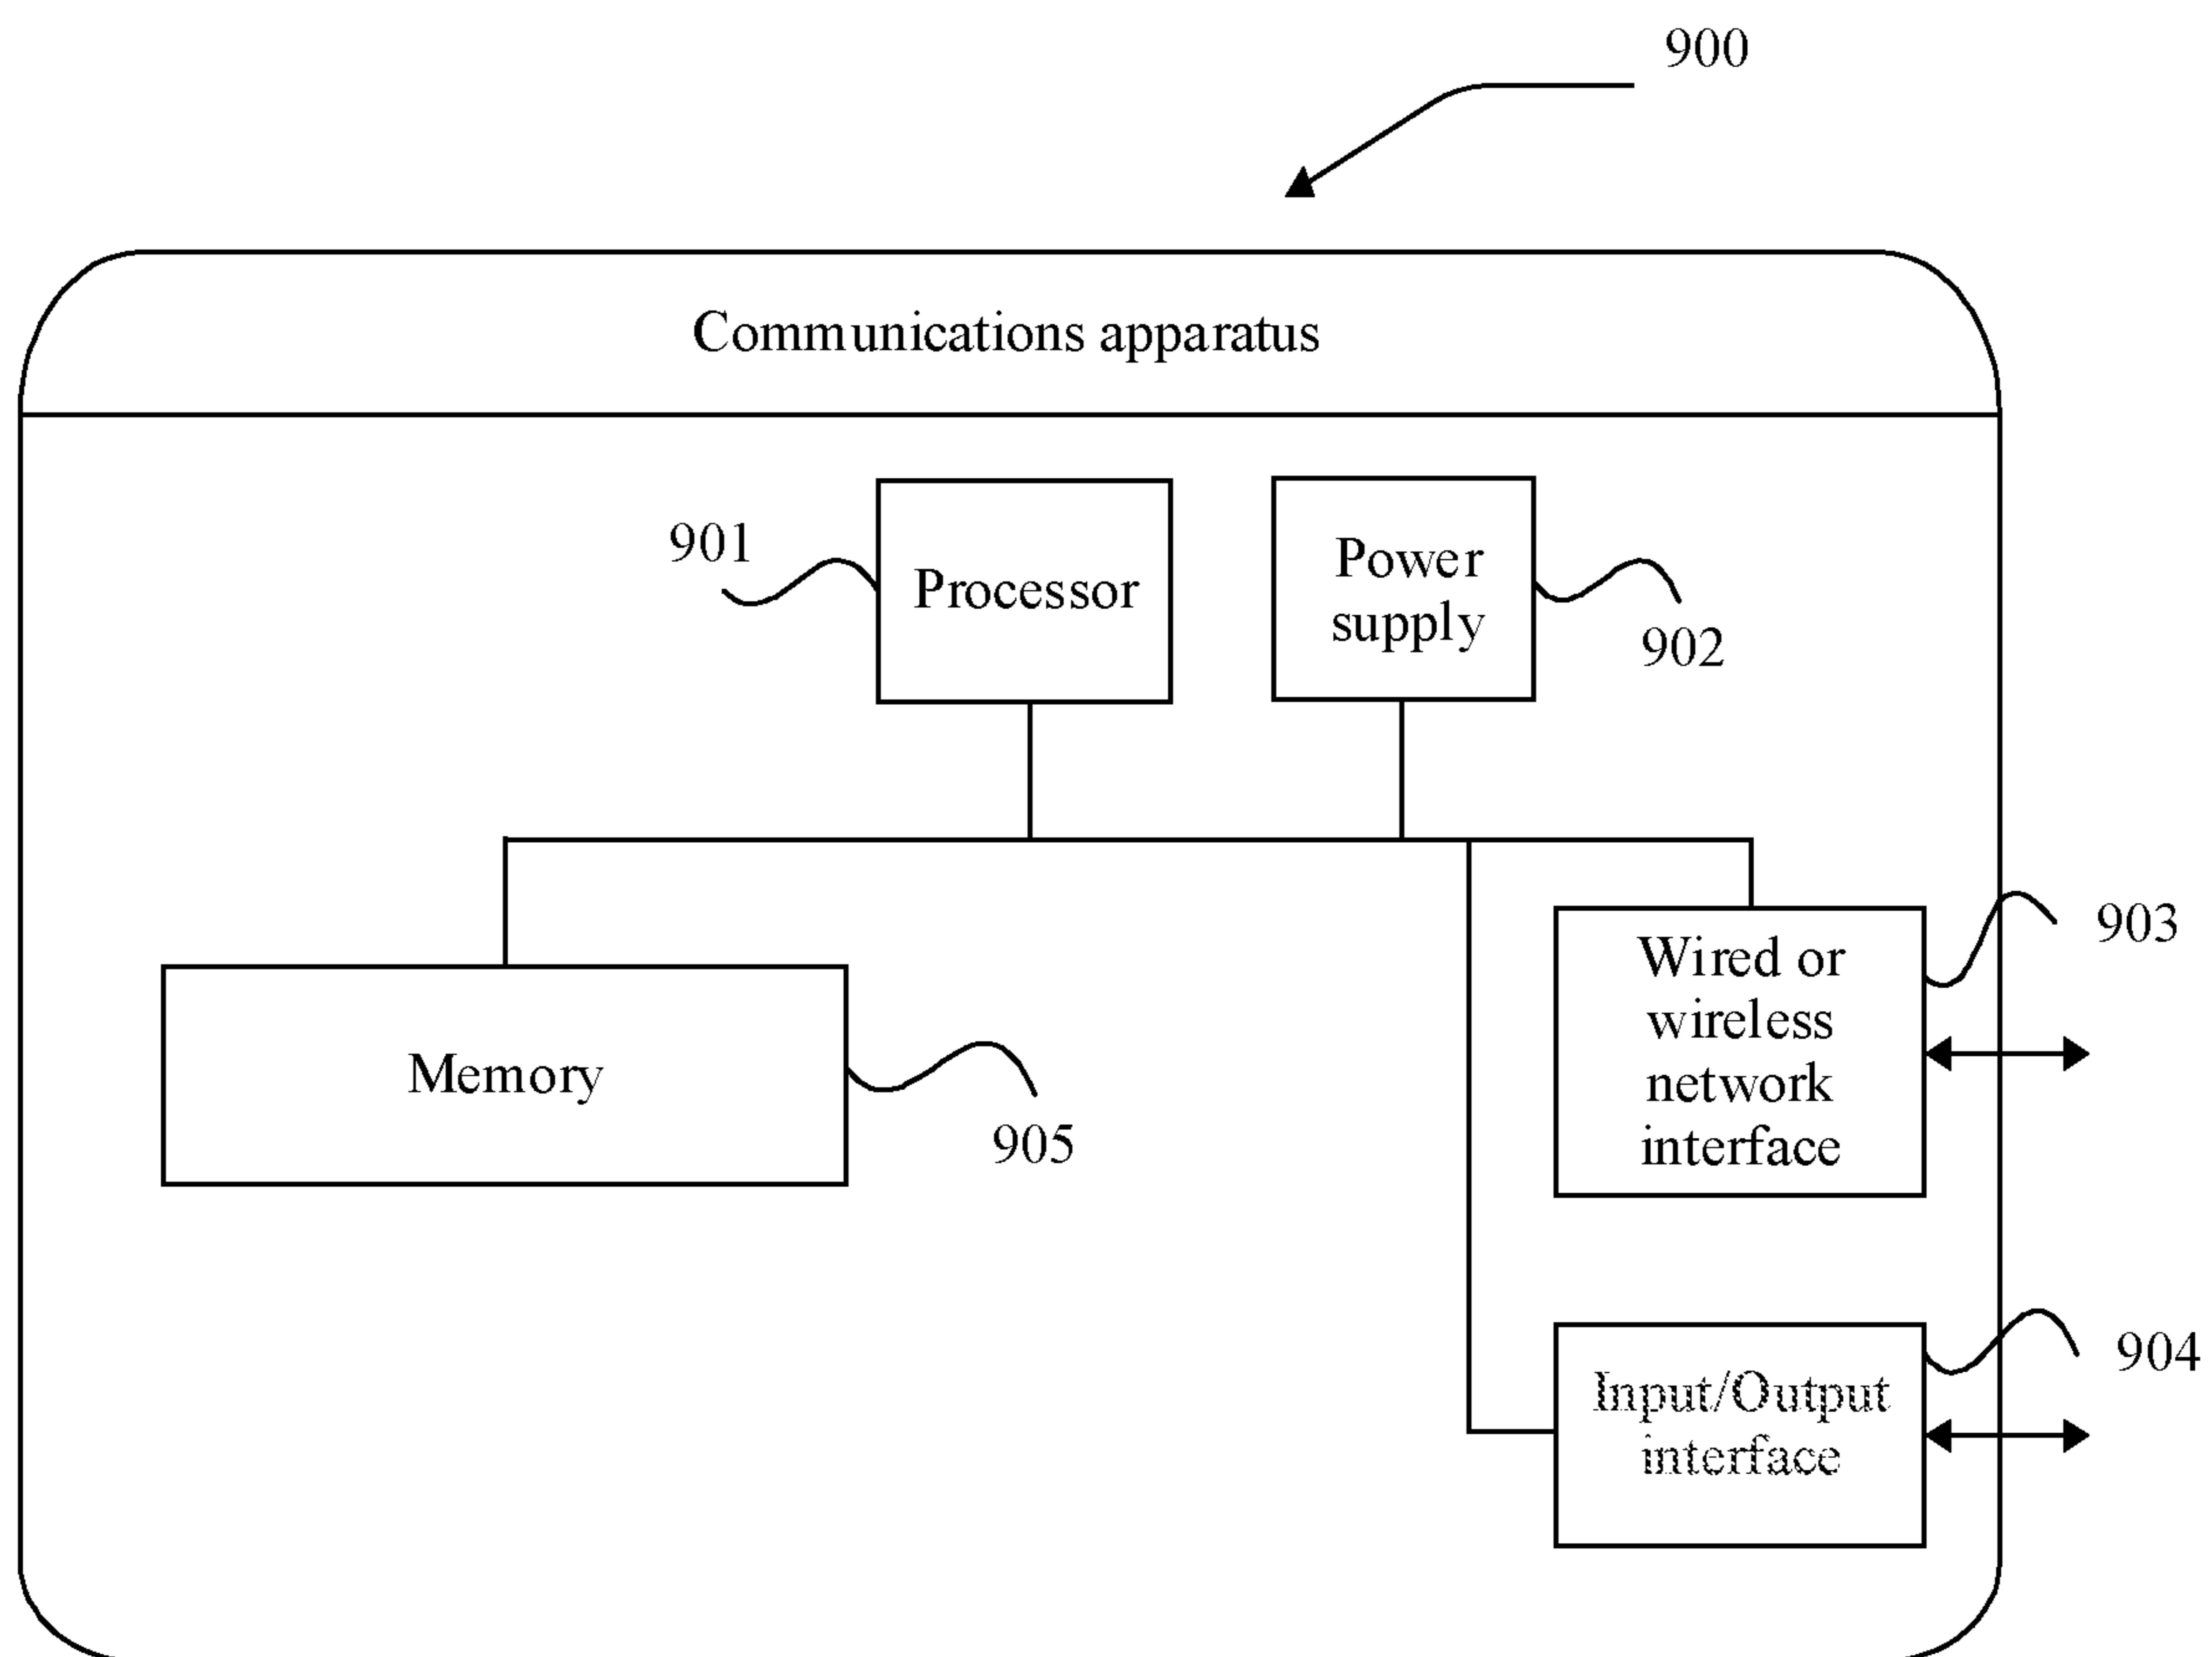 900
Communications apparatus
901
Processor
Power
supply
902
903
Wired or
wireless
network
interface
Memory
905
904
Input/Output
interface